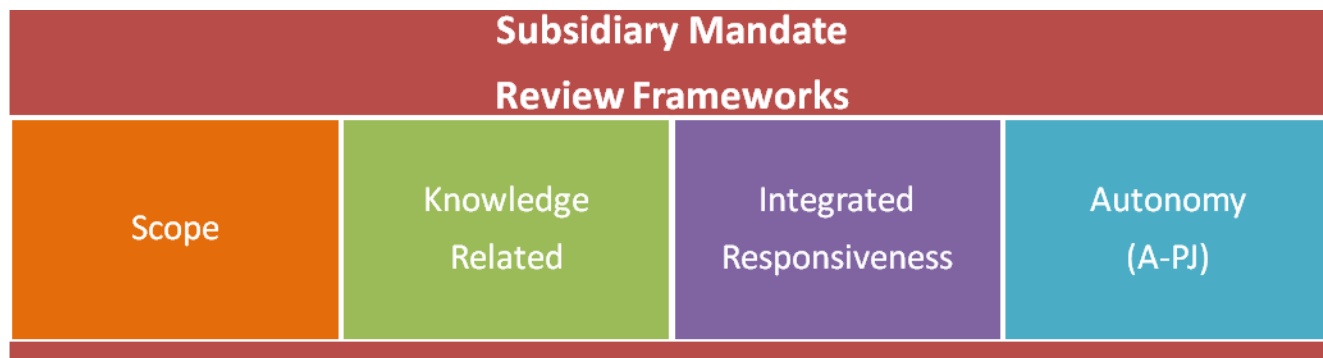 Subsidiary Mandate
Review Frameworks
Scope
Knowledge
Related
Integrated
Responsiveness
Autonomy
(A-PJ)